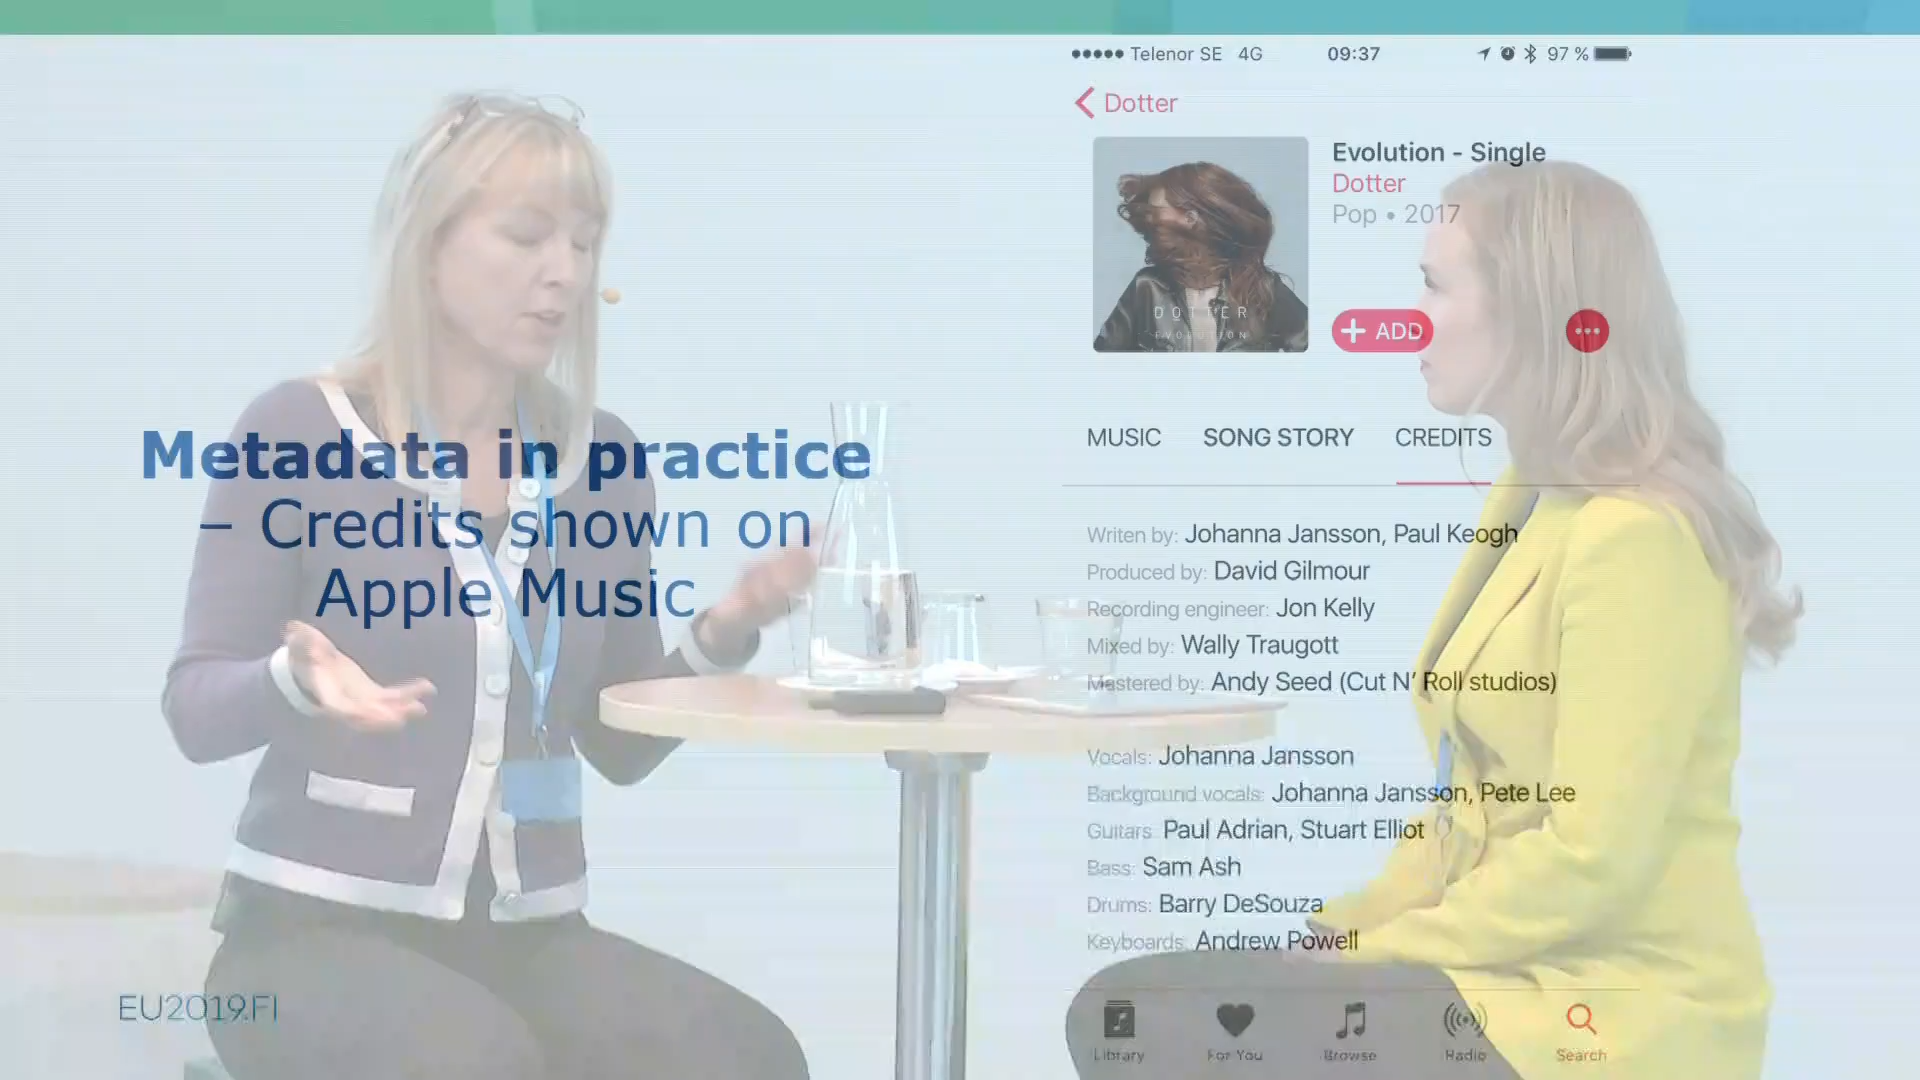 Telenor SE 4G 09:37 97 %
Dotter
Evolution - Single
Dotter
Pop • 2017
DOTTER
EVOLUTION
+ ADD
MUSIC SONG STORY CREDITS
Metadata in practice
– Credits shown on
Apple Music
Writen by: Johanna Jansson, Paul Keogh
Produced by: David Gilmour
Recording engineer: Jon Kelly
Mixed by: Wally Traugott
Mastered by: Andy Seed (Cut N’ Roll studios)
Vocals: Johanna Jansson
Background vocals: Johanna Jansson, Pete Lee
Guitars: Paul Adrian, Stuart Elliot
Bass: Sam Ash
Drums: Barry DeSouza
Keyboards: Andrew Powell
EU2019.FI
Library For You Browse Radio Search